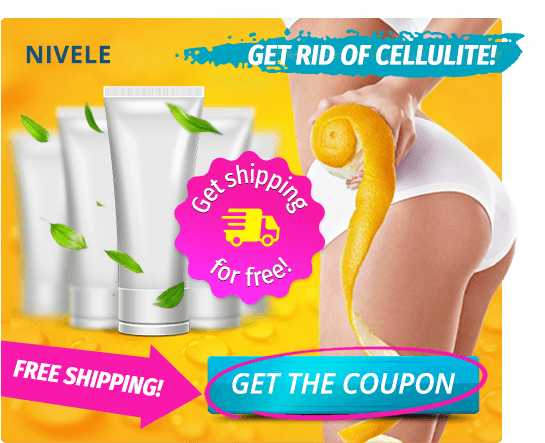 NIVELE
GET RID OF CELLULITE!
Get shipping
for free!
FREE SHIPPING!
GET THE COUPON